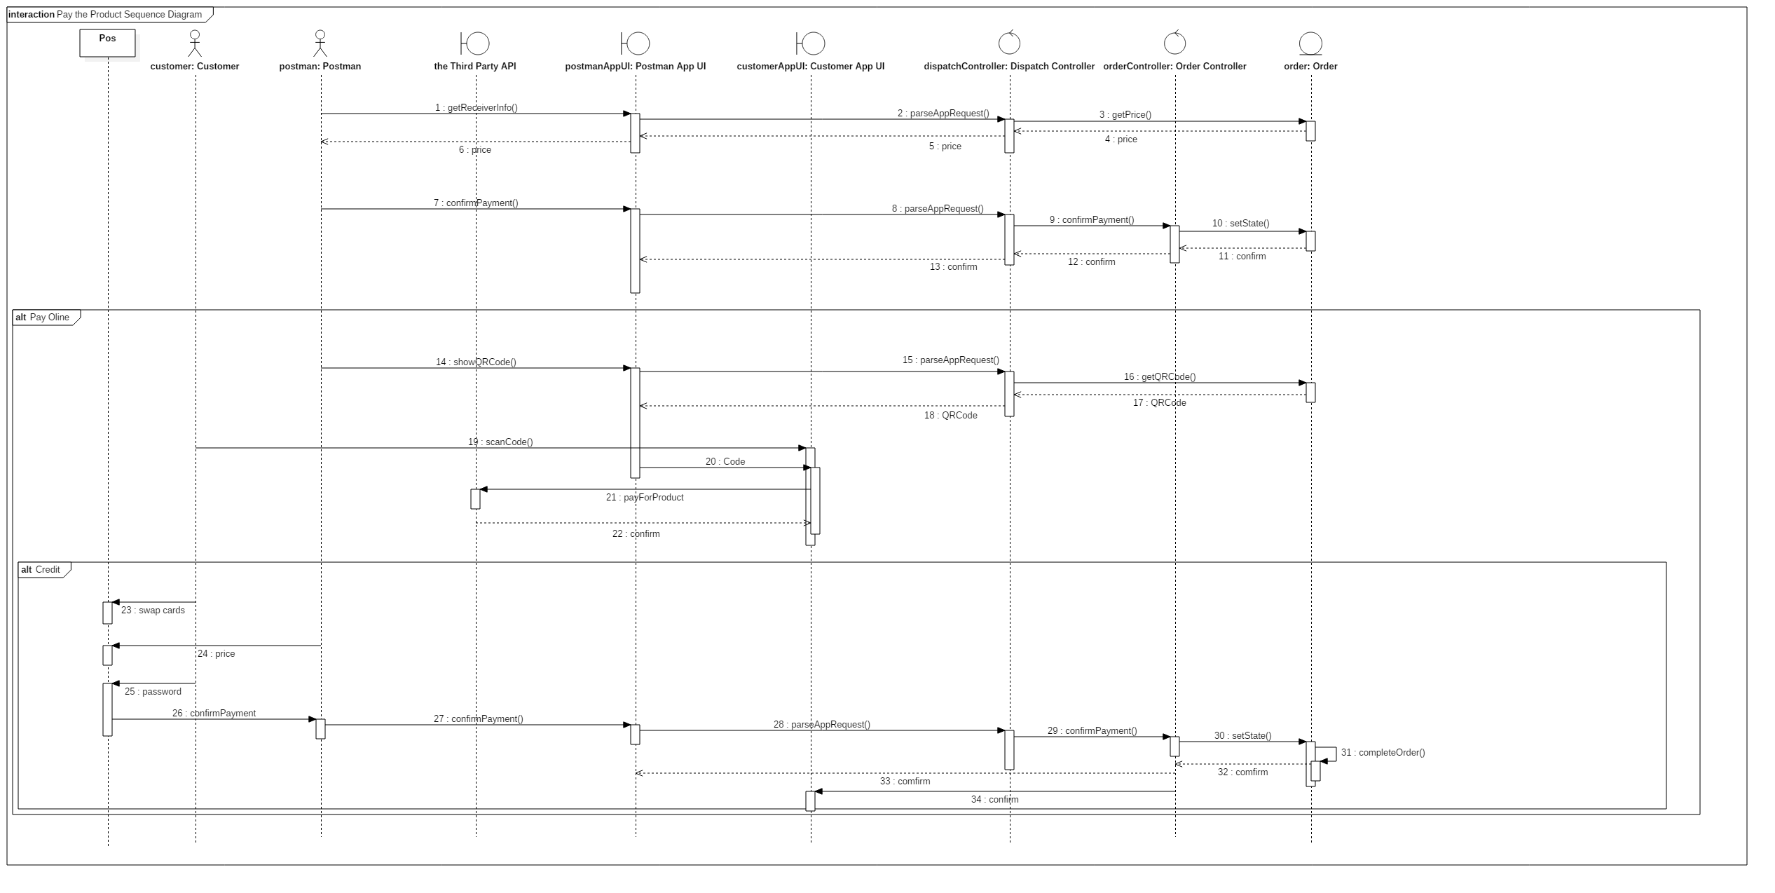 interaction Pay the Product Sequence Diagram
Pos
customer: Customer
postman: Postman
the Third Party API
postmanAppUI: Postman App UI
customerAppUI: Customer App UI
dispatchController: Dispatch Controller
orderController: Order Controller
order: Order
1 : getReceiverInfo()
2 : parseAppRequest()
3 : getPrice()
4 : price
5 : price
6 : price
7 : confirmPayment()
8 : parseAppRequest()
9 : confirmPayment()
10 : setState()
11 : confirm
12 : confirm
13 : confirm
alt Pay Oline
14 : showQRCode()
15 : parseAppRequest()
16 : getQRCode()
17 : QRCode
18 : QRCode
19 : scanCode()
20 : Code
21 : payForProduct
22 : confirm
alt Credit
23 : swap cards
24 : price
25 : password
26 : confirmPayment
27 : confirmPayment()
28 : parseAppRequest()
29 : confirmPayment()
30 : setState()
31 : completeOrder()
32 : comfirm
33 : comfirm
34 : confirm